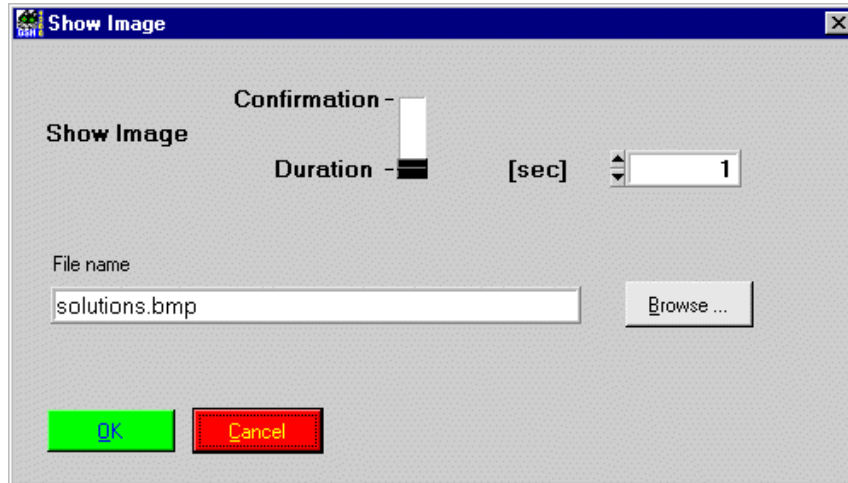 Show Image
Confirmation -
Show Image
Duration -
[sec]
1
File name
solutions.bmp
Browse ...
OK
Cancel